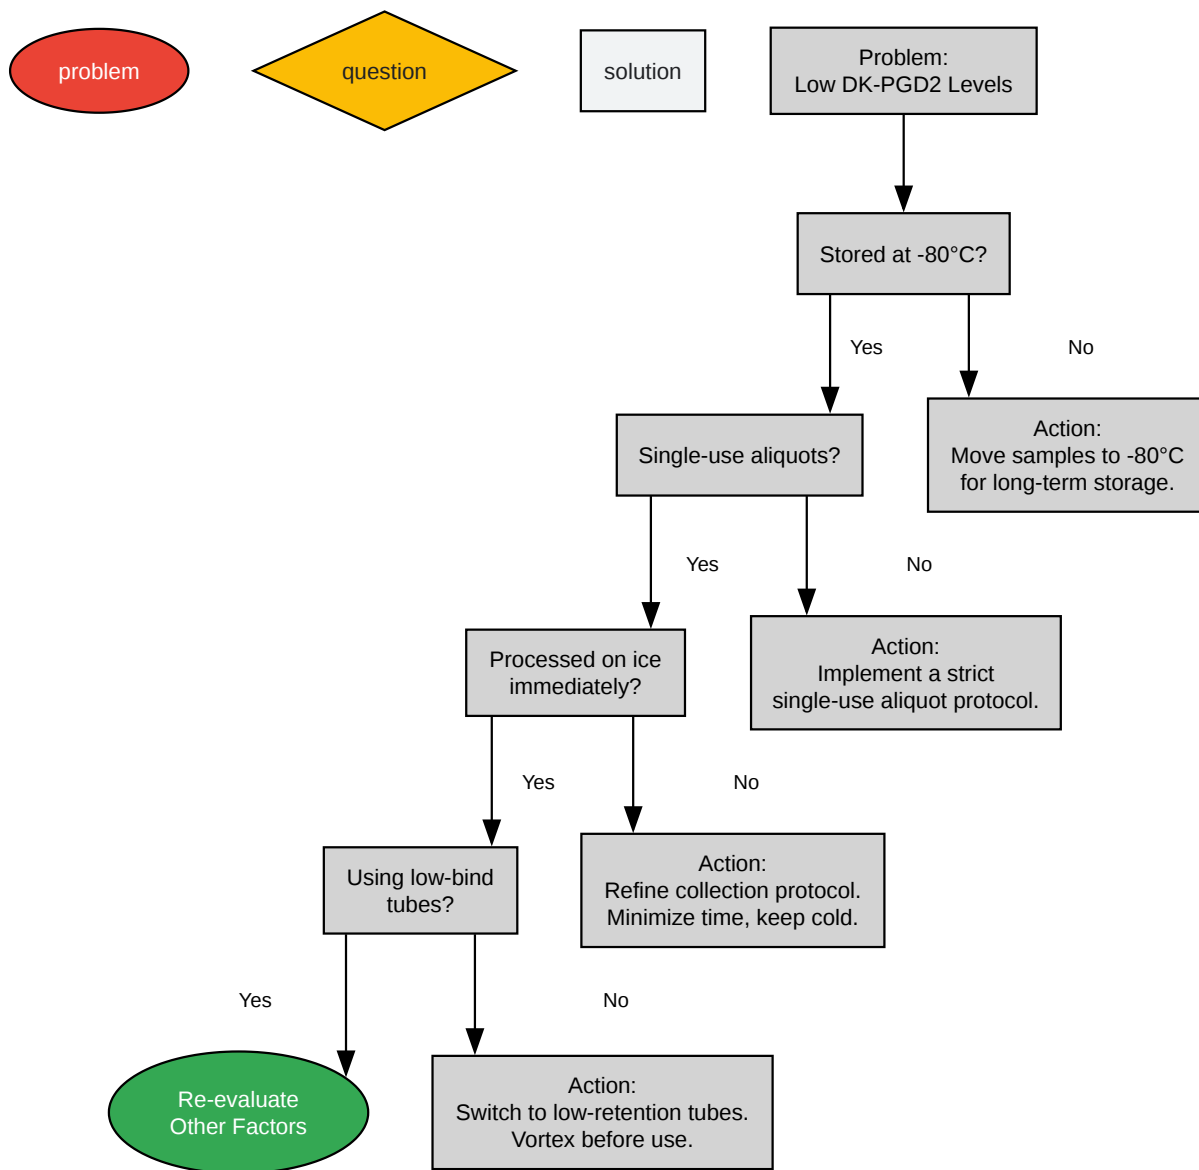 problem
question
solution
Problem:
Low DK-PGD2 Levels
Stored at -80°C?
Yes
No
Single-use aliquots?
Action:
Move samples to -80°C
for long-term storage.
Yes
No
Processed on ice
immediately?
Action:
Implement a strict
single-use aliquot protocol.
Yes
No
Using low-bind
tubes?
Action:
Refine collection protocol.
Minimize time, keep cold.
Yes
No
Re-evaluate
Other Factors
Action:
Switch to low-retention tubes.
Vortex before use.